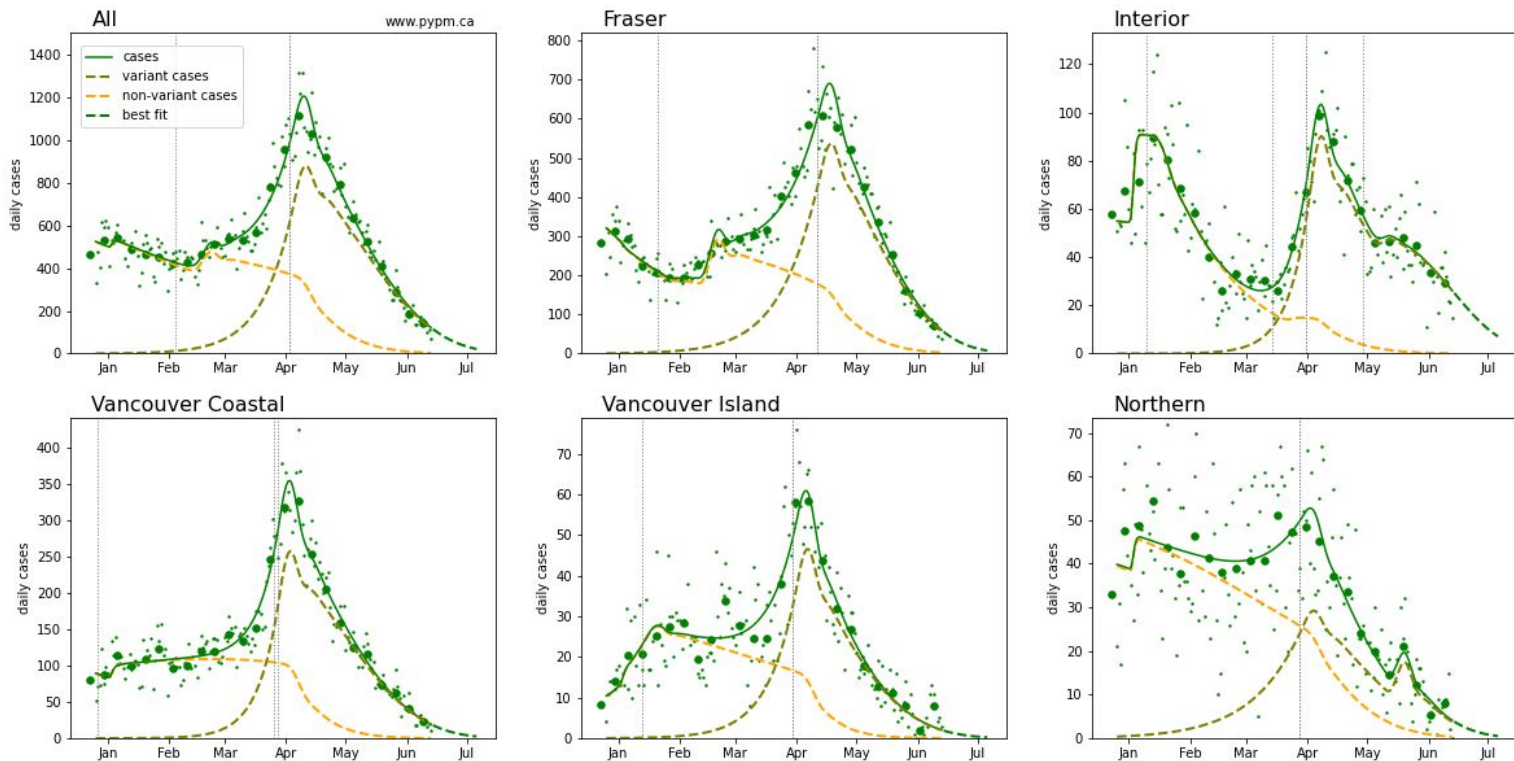 All
www.pypm.ca
daily cases
1400
1200
1000
800
600
400
200
0
cases
variant cases
non-variant cases
best fit
Jan Feb Mar Apr May Jun Jul
Fraser
daily cases
800
700
600
500
400
300
200
100
0
Jan Feb Mar Apr May Jun Jul
Interior
daily cases
120
100
80
60
40
20
0
Jan Feb Mar Apr May Jun Jul
Vancouver Coastal
daily cases
400
350
300
250
200
150
100
50
0
Jan Feb Mar Apr May Jun Jul
Vancouver Island
daily cases
70
60
50
40
30
20
10
0
Jan Feb Mar Apr May Jun Jul
Northern
daily cases
70
60
50
40
30
20
10
0
Jan Feb Mar Apr May Jun Jul